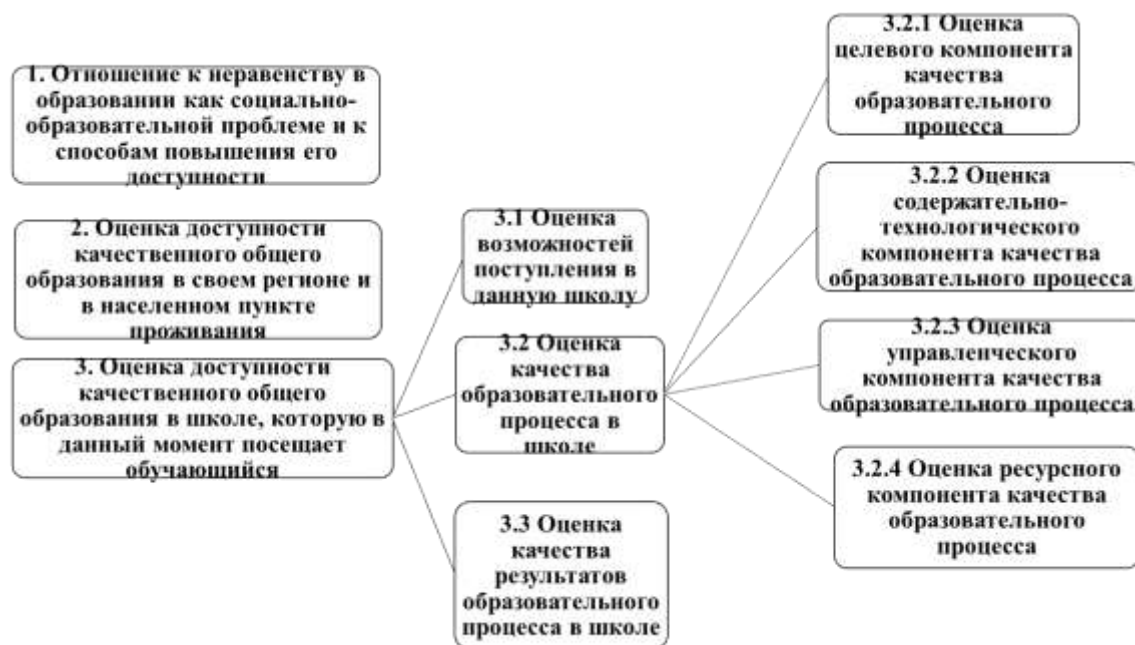 1. Отношение к неравенству в
образовании как социально-
образовательной проблеме и к
способам повышения его
доступности
2. Оценка доступности
качественного общего
образования в своем регионе и
в населенном пункте
проживания
3. Оценка доступности
качественного общего
образования в школе, которую в
данный момент посещает
обучающийся
3.1 Оценка
возможностей
поступления в
данную школу
3.2 Оценка
качества
образовательного
процесса в
школе
3.3 Оценка
качества
результатов
образовательного
процесса в школе
3.2.1 Оценка
целевого компонента
качества
образовательного
процесса
3.2.2 Оценка
содержательно-
технологического
компонента качества
образовательного процесса
3.2.3 Оценка
управленческого
компонента качества
образовательного процесса
3.2.4 Оценка ресурсного
компонента качества
образовательного
процесса